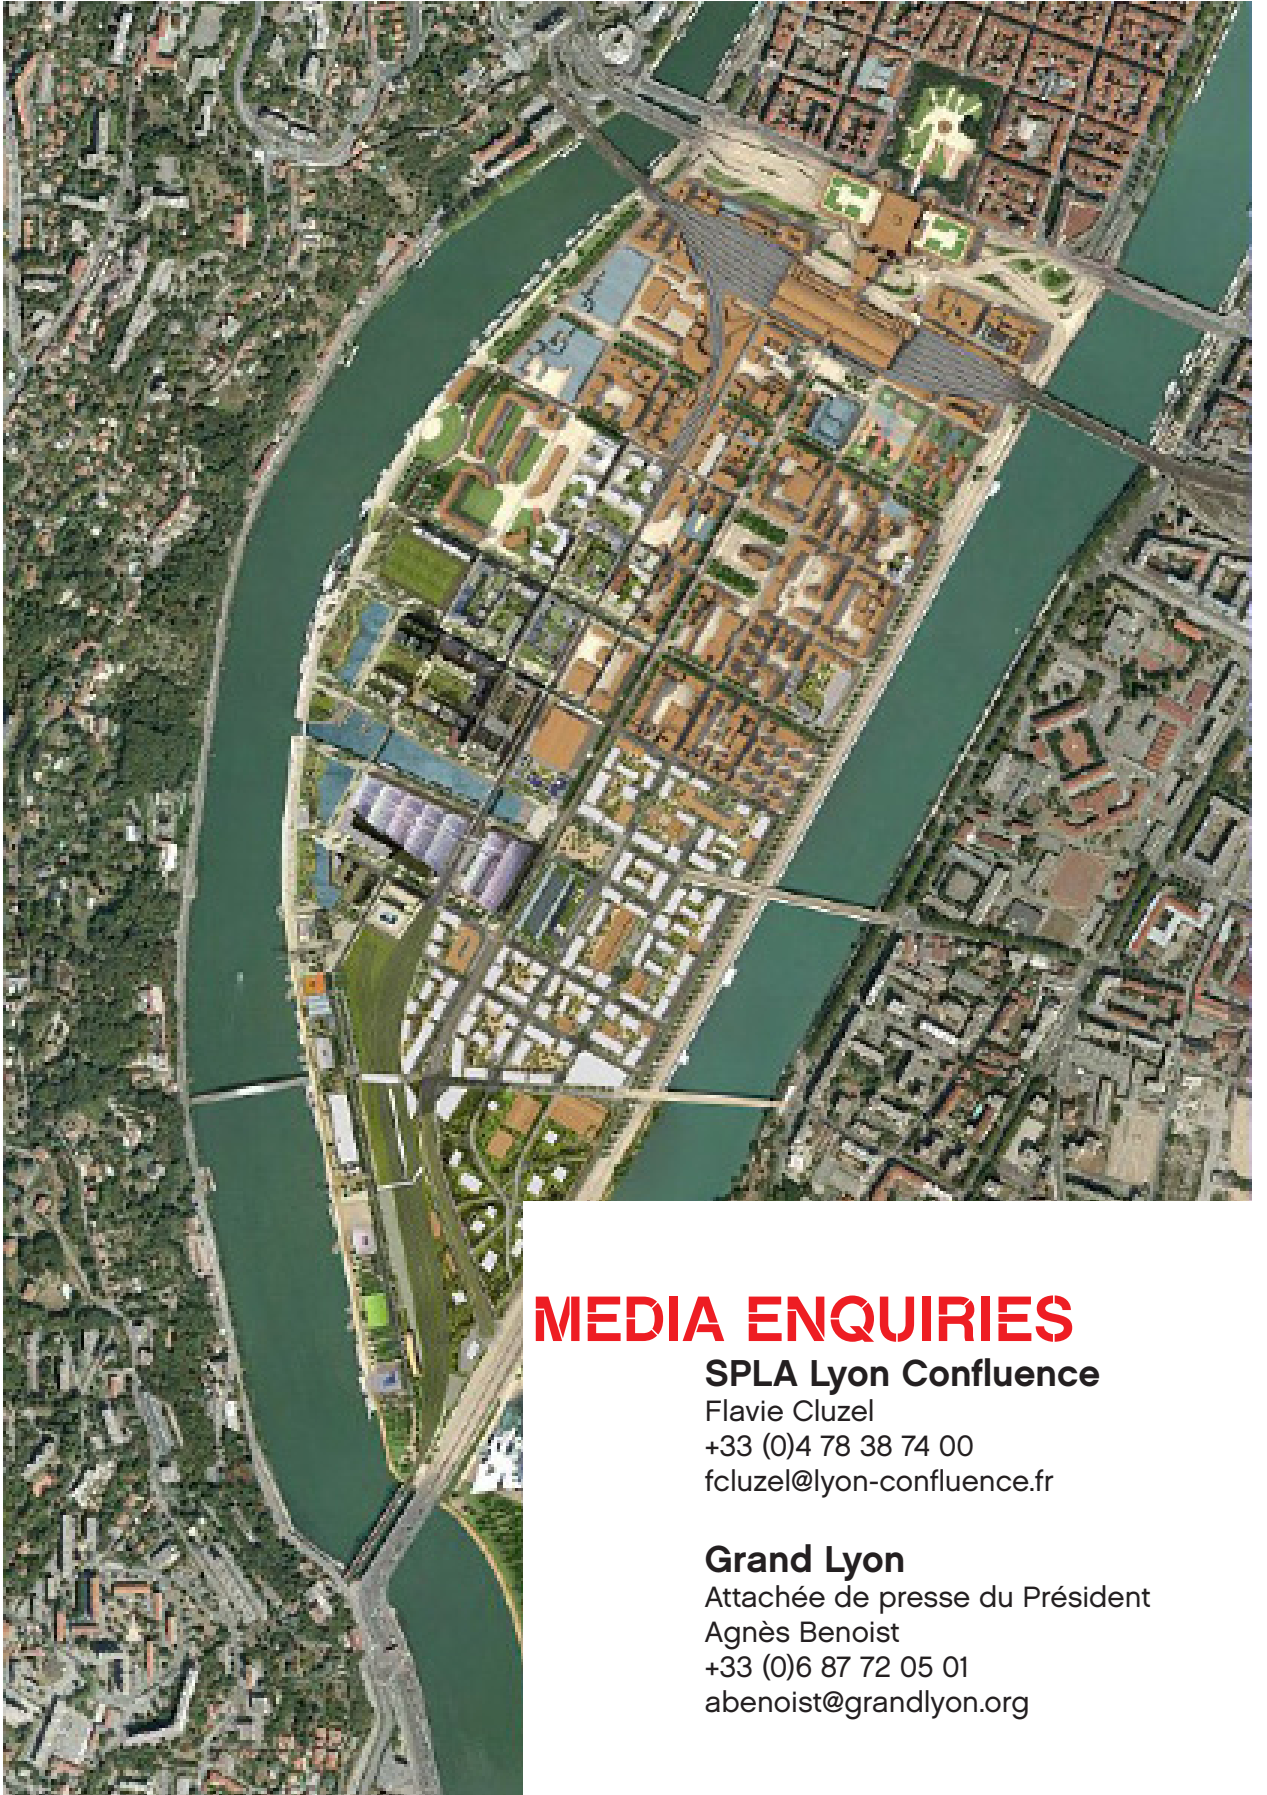 MEDIA ENQUIRIES
SPLA Lyon Confluence
Flavie Cluzel
+33 (0)4 78 38 74 00
fcluzel@lyon-confluence.fr
Grand Lyon
Attachée de presse du Président
Agnès Benoist
+33 (0)6 87 72 05 01
abenoist@grandlyon.org